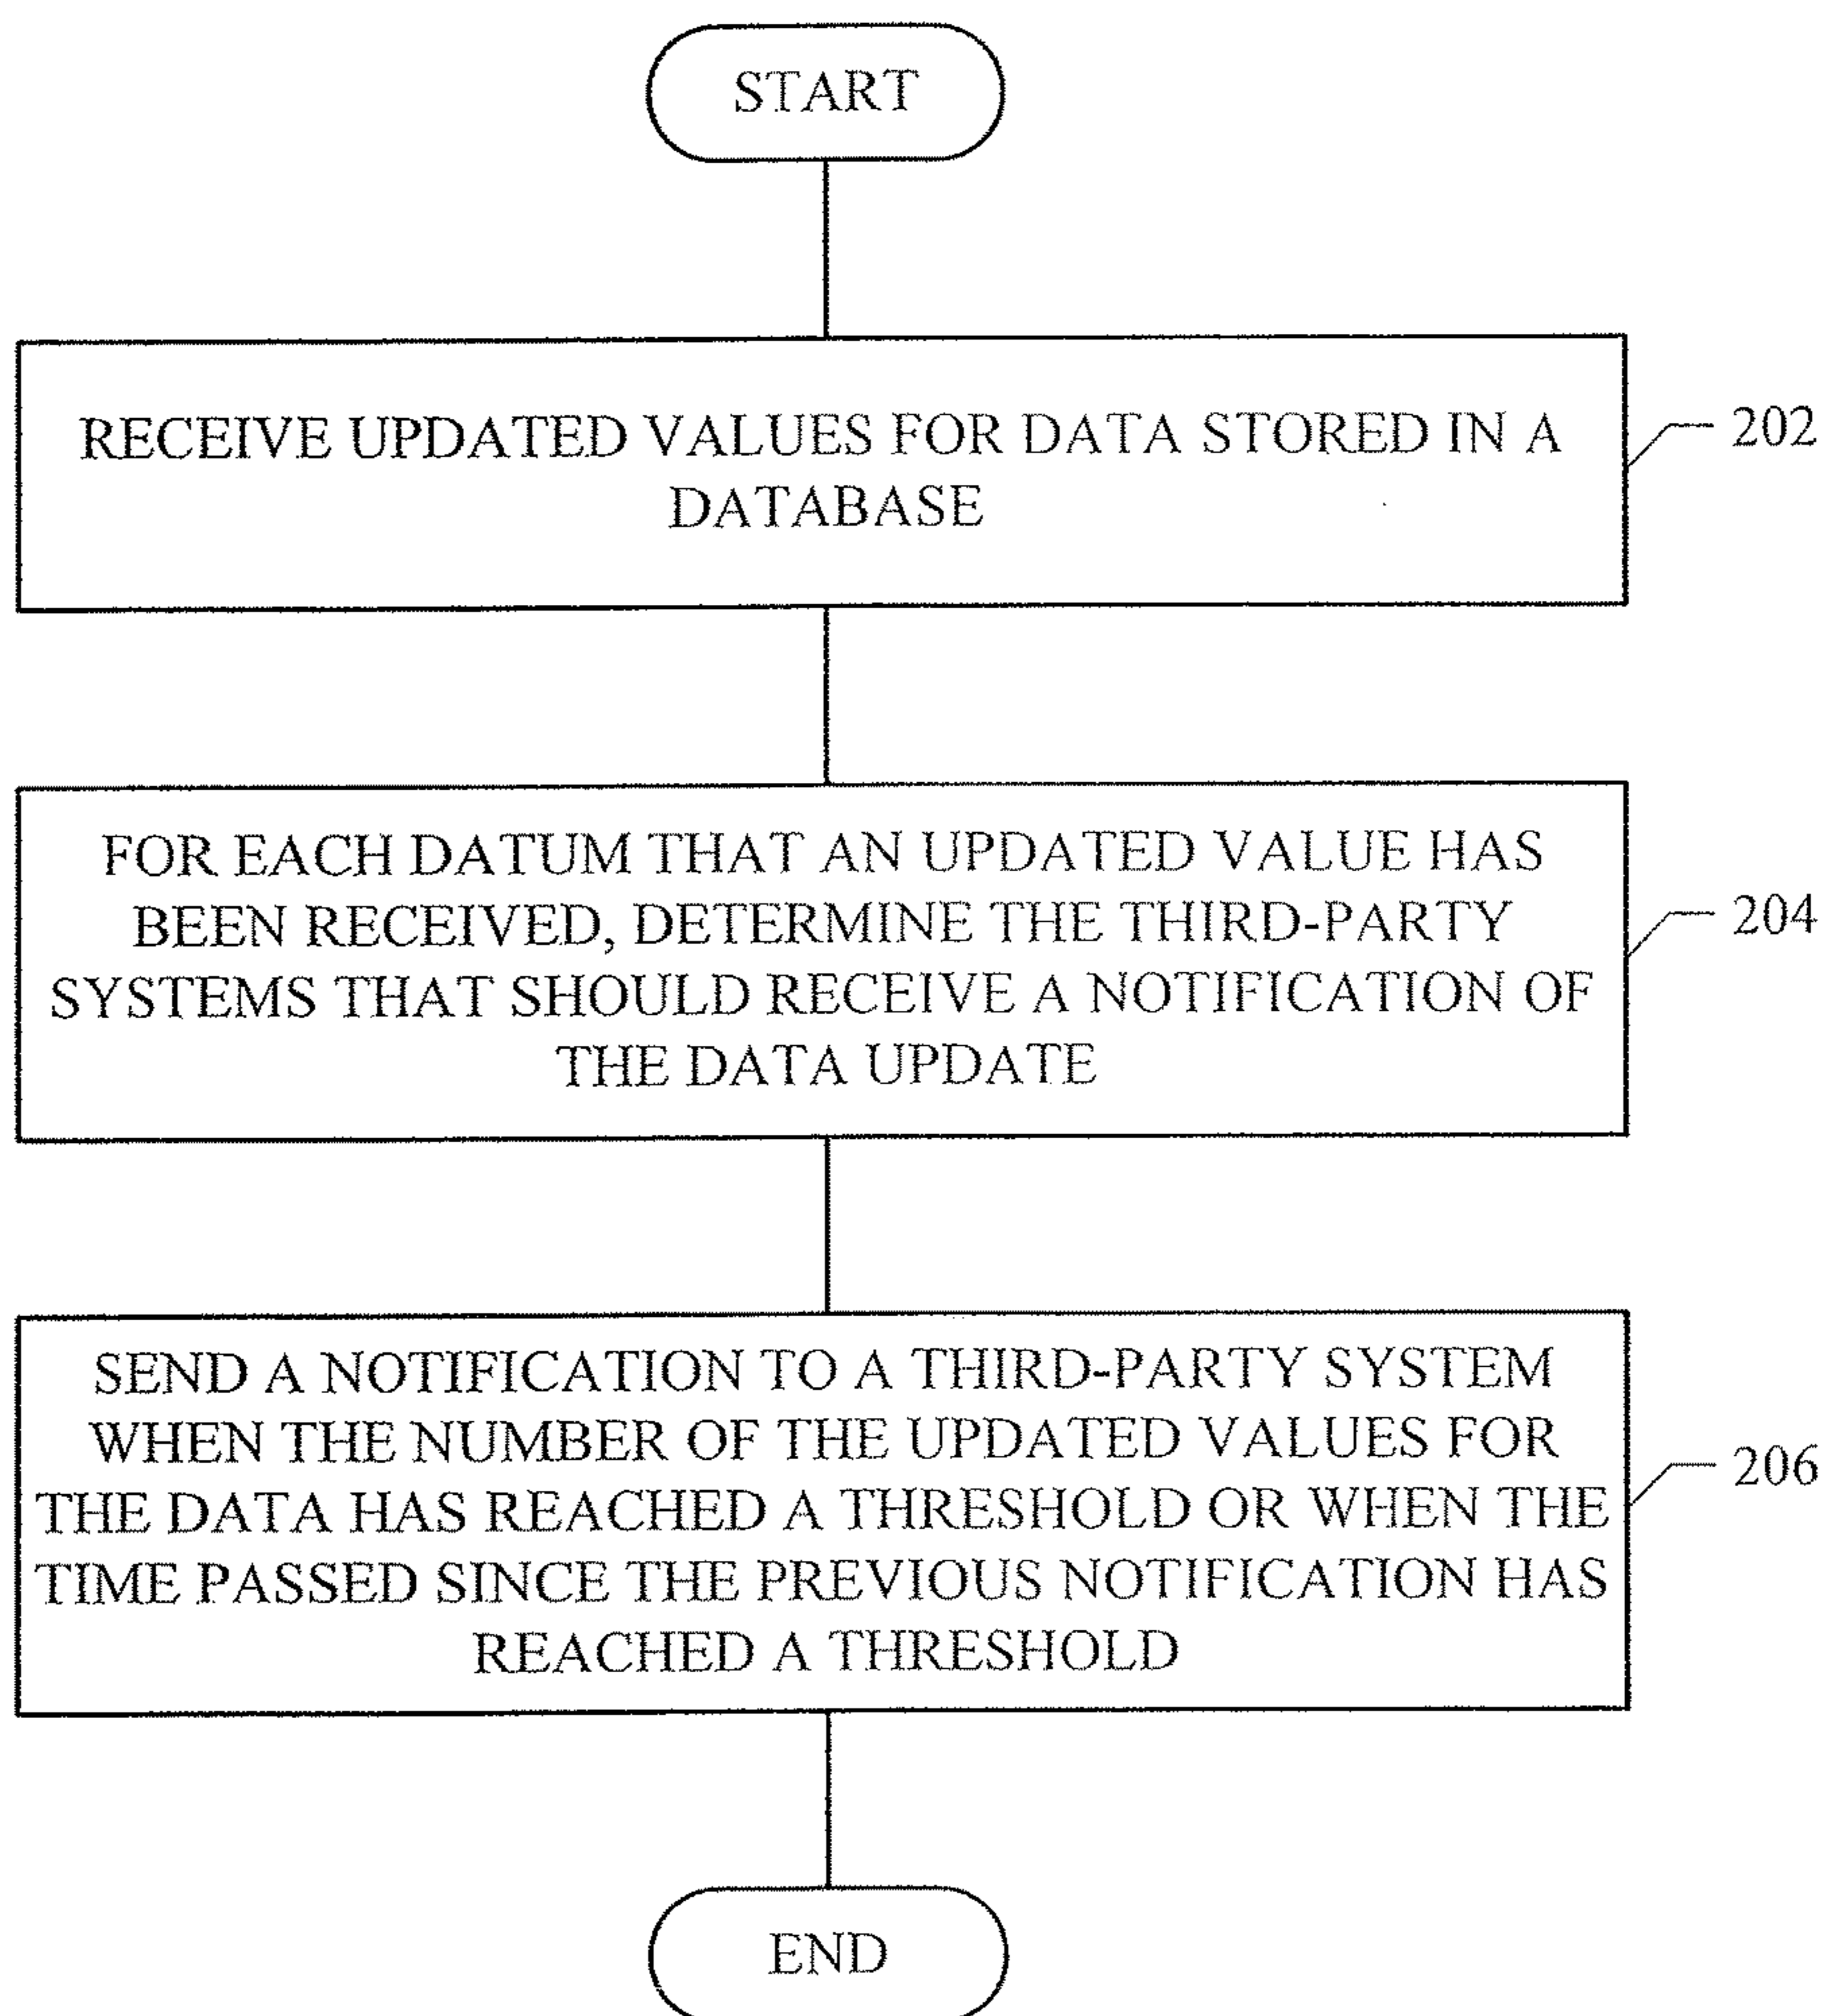 START
RECEIVE UPDATED VALUES FOR DATA STORED IN A
DATABASE
202
FOR EACH DATUM THAT AN UPDATED VALUE HAS
BEEN RECEIVED, DETERMINE THE THIRD-PARTY
SYSTEMS THAT SHOULD RECEIVE A NOTIFICATION OF
THE DATA UPDATE
204
SEND A NOTIFICATION TO A THIRD-PARTY SYSTEM
WHEN THE NUMBER OF THE UPDATED VALUES FOR
THE DATA HAS REACHED A THRESHOLD OR WHEN THE
TIME PASSED SINCE THE PREVIOUS NOTIFICATION HAS
REACHED A THRESHOLD
206
END